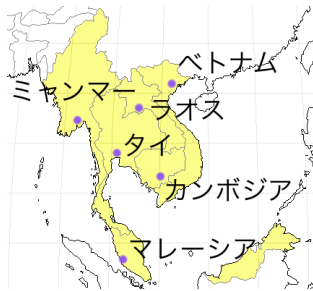 ベトナム
ミャンマー
ラオス
タイ
カンボジア
マレーシア